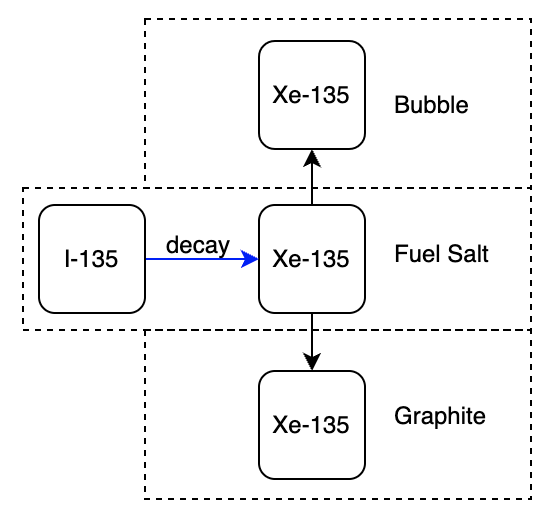 Xe-135
Bubble
I-135
decay
Xe-135
Fuel Salt
Xe-135
Graphite